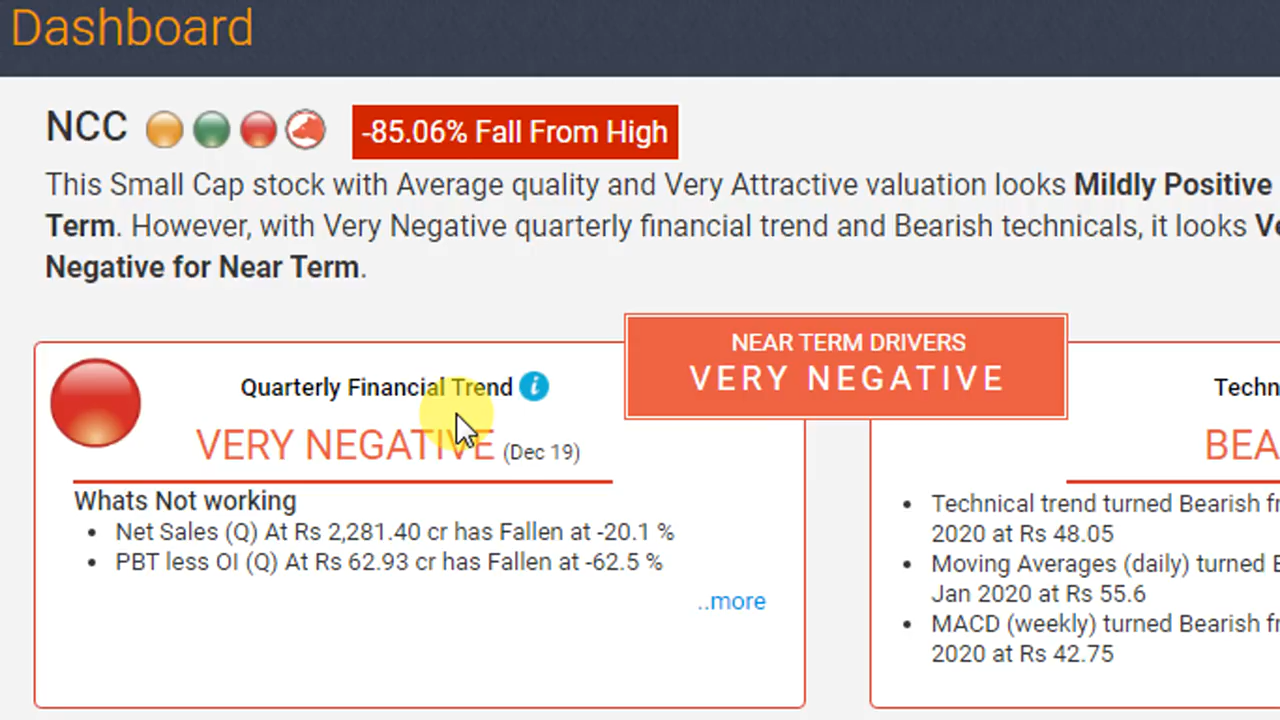 Dashboard
NCC
-85.06% Fall From High
This Small Cap stock with Average quality and Very Attractive valuation looks Mildly Positive
Term. However, with Very Negative quarterly financial trend and Bearish technicals, it looks
Negative for Near Term.
NEAR TERM DRIVERS
VERY NEGATIVE
Quarterly Financial Trend i
VERY NEGATIVE (Dec 19)
Whats Not working
• Net Sales (Q) At Rs 2,281.40 cr has Fallen at -20.1 %
• PBT less OI (Q) At Rs 62.93 cr has Fallen at -62.5 %
..more
• Technical trend turned Bearish
2020 at Rs 48.05
• Moving Averages (daily) turned
Jan 2020 at Rs 55.6
• MACD (weekly) turned Bearish
2020 at Rs 42.75